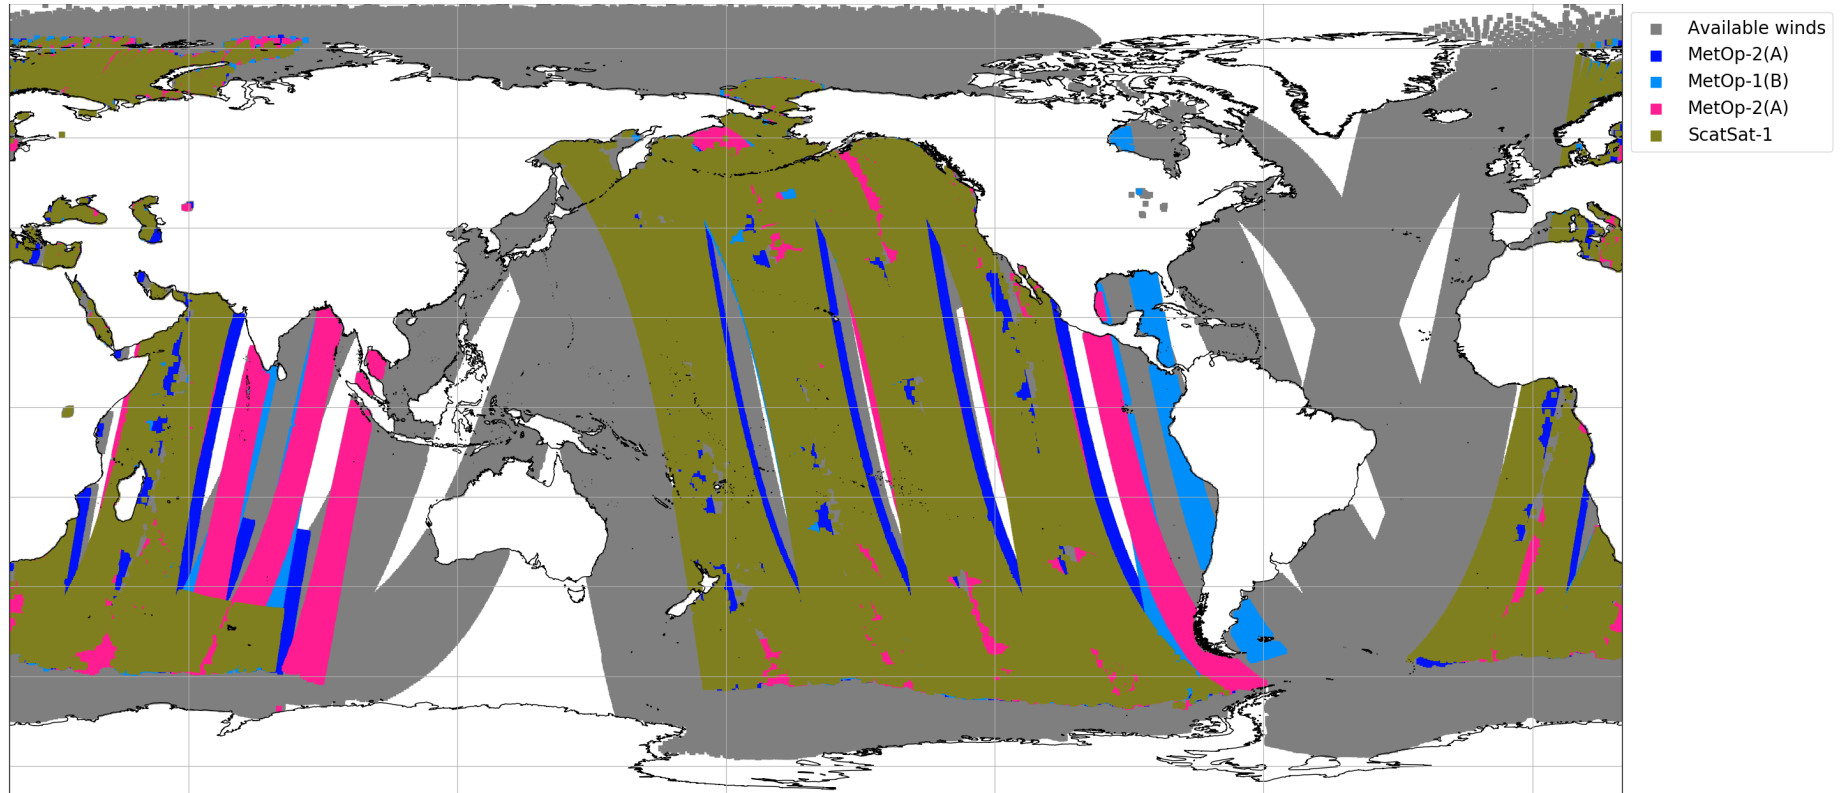 Available winds
MetOp-2(A)
MetOp-1(B)
MetOp-2(A)
ScatSat-1